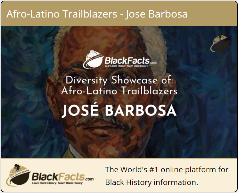 Afro-Latino Trailblazers - Jose Barbosa
BlackFacts.com
Diversity Showcase of
Afro-Latino Trailblazers
JOSÉ BARBOSA
BlackFacts.com
The World's #1 online platform for
Black History information.